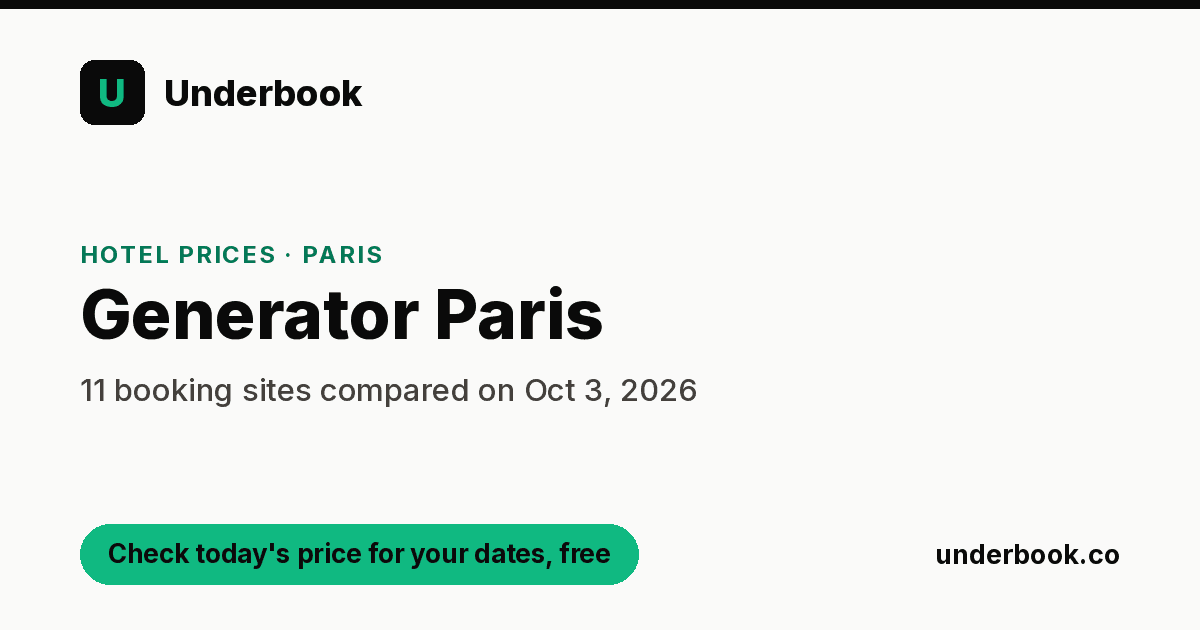 U Underbook
HOTEL PRICES · PARIS
Generator Paris
11 booking sites compared on Oct 3, 2026
Check today's price for your dates, free
underbook.co